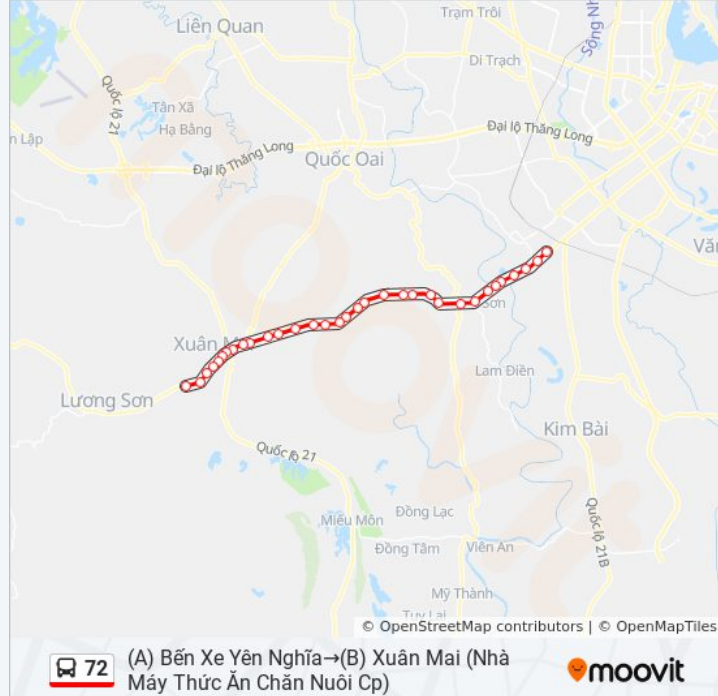 Trạm Trôi
Liên Quan
Sông Nh
Di Trạch
Quốc lộ 21
Tân Xã
Hạ Bằng
n Lập
Đại lộ Thăng Long
Đại lộ Thăng Long
Quốc Oai
Vă
Sơn
Xuân M
Lam Điền
Lương Sơn
Kim Bài
Quốc lộ 21
Miếu Môn
Đồng Lạc
Quốc lộ 21B
Đồng Tâm
Viên An
Mỹ Thành
Tuy Lai
© OpenStreetMap contributors | © OpenMapTiles
72
(A) Bến Xe Yên Nghĩa→(B) Xuân Mai (Nhà
Máy Thức Ăn Chăn Nuôi Cp)
moovit